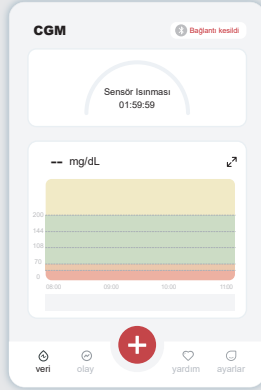 CGM
Bağlantı kesildi
Sensör Isınması
01:59:59
-- mg/dL
200
144
108
70
0
08:00 09:00 10:00 11:00
veri olay yardım ayarlar